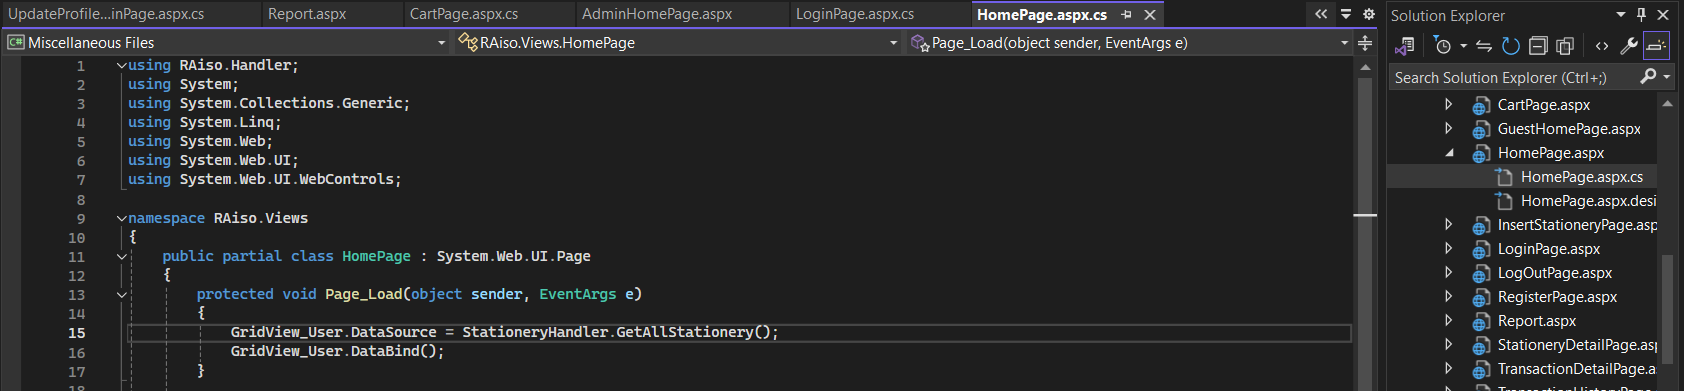 UpdateProfile...inPage.aspx.cs
Report.aspx
CartPage.aspx.cs
AdminHomePage.aspx
LoginPage.aspx.cs
HomePage.aspx.cs
C# Miscellaneous Files
RAiso.Views.HomePage
Page_Load(object sender, EventArgs e)
1 using RAiso.Handler;
2 using System;
3 using System.Collections.Generic;
4 using System.Linq;
5 using System.Web;
6 using System.Web.UI;
7 using System.Web.UI.WebControls;
8
9 namespace RAiso.Views
10 {
11 public partial class HomePage : System.Web.UI.Page
12 {
13 protected void Page_Load(object sender, EventArgs e)
14 {
15 GridView_User.DataSource = StationeryHandler.GetAllStationery();
16 GridView_User.DataBind();
17 }
18
Solution Explorer
Search Solution Explorer (Ctrl+;)
CartPage.aspx
GuestHomePage.aspx
HomePage.aspx
HomePage.aspx.cs
HomePage.aspx.desi
InsertStationeryPage.asp
LoginPage.aspx
LogOutPage.aspx
RegisterPage.aspx
Report.aspx
StationeryDetailPage.asp
TransactionDetailPage.a
TransactionHistoryPage